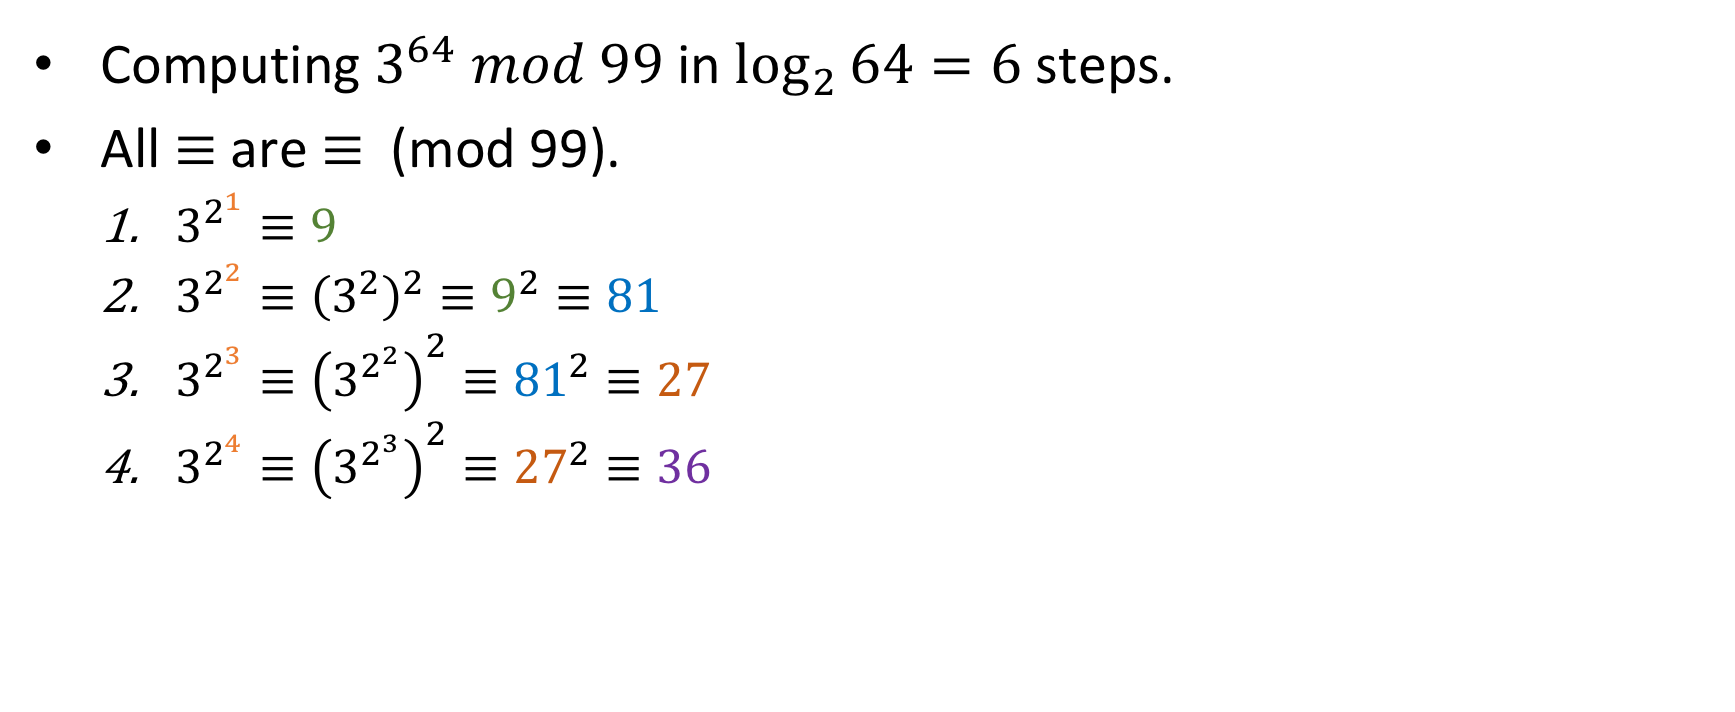 • Computing 3^{64} mod 99 in log_2 64 = 6 steps.
• All ≡ are ≡ (mod 99).
1. 3^{2^1} ≡ 9
2. 3^{2^2} ≡ (3^2)^2 ≡ 9^2 ≡ 81
3. 3^{2^3} ≡ (3^{2^2})^2 ≡ 81^2 ≡ 27
4. 3^{2^4} ≡ (3^{2^3})^2 ≡ 27^2 ≡ 36